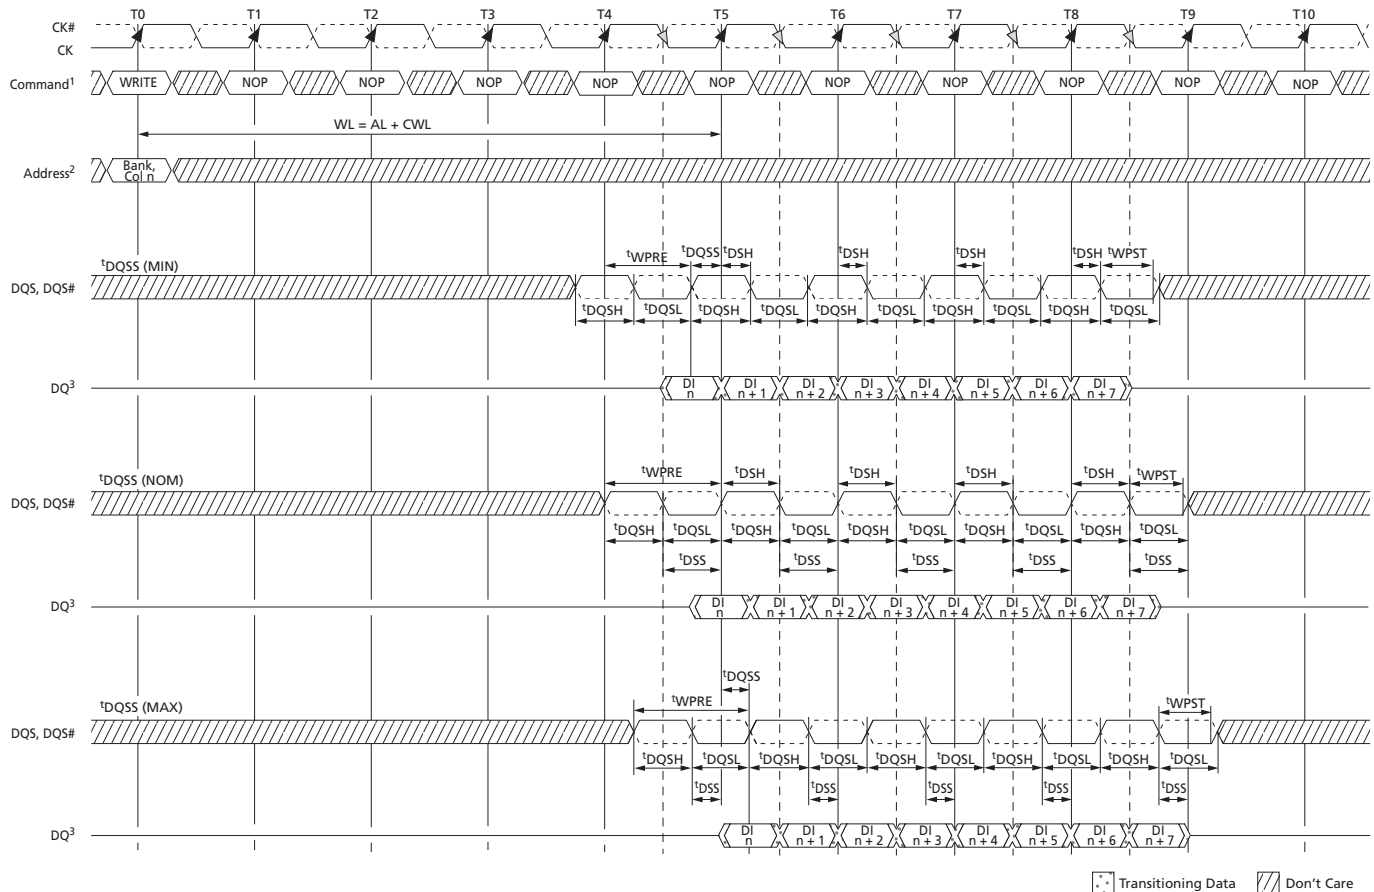 T0 T1 T2 T3 T4 T5 T6 T7 T8 T9 T10
CK#
CK
Command1 WRITE NOP NOP NOP NOP NOP NOP NOP NOP NOP NOP
WL = AL + CWL
Address2 Bank, Col n
tDQSS (MIN) tWPRE tDQSS tDSH tDSH tDSH tDSH tWPST
DQS, DQS#
tDQSH tDQSL tDQSH tDQSL tDQSH tDQSL tDQSH tDQSL tDQSH tDQSL
DQ3 DI n DI n + 1 DI n + 2 DI n + 3 DI n + 4 DI n + 5 DI n + 6 DI n + 7
tDQSS (NOM) tWPRE tDSH tDSH tDSH tDSH tWPST
DQS, DQS#
tDQSH tDQSL tDQSH tDQSL tDQSH tDQSL tDQSH tDQSL tDQSH tDQSL
tDSS tDSS tDSS tDSS tDSS
DQ3 DI n DI n + 1 DI n + 2 DI n + 3 DI n + 4 DI n + 5 DI n + 6 DI n + 7
tDQSS
tDQSS (MAX) tWPRE tWPST
DQS, DQS#
tDQSH tDQSL tDQSH tDQSL tDQSH tDQSL tDQSH tDQSL tDQSH tDQSL
tDSS tDSS tDSS tDSS tDSS
DQ3 DI n DI n + 1 DI n + 2 DI n + 3 DI n + 4 DI n + 5 DI n + 6 DI n + 7
Transitioning Data Don't Care